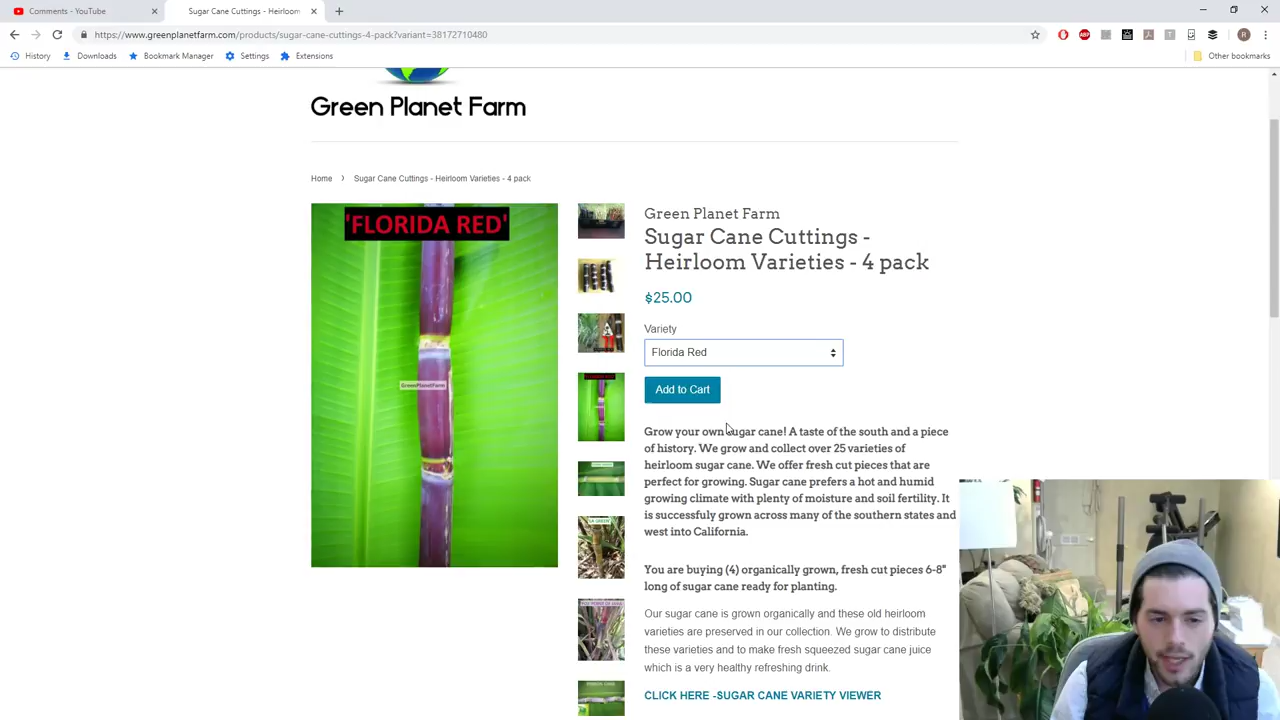 Comments - YouTube
Sugar Cane Cuttings - Heirloom
https://www.greenplanetfarm.com/products/sugar-cane-cuttings-4-pack?variant=38172710480
ABP
R
History
Downloads
Bookmark Manager
Settings
Extensions
Other bookmarks
Green Planet Farm
Home › Sugar Cane Cuttings - Heirloom Varieties - 4 pack
'FLORIDA RED'
GreenPlanetFarm
Green Planet Farm
Sugar Cane Cuttings -
Heirloom Varieties - 4 pack
$25.00
Variety
Florida Red
Add to Cart
Grow your own sugar cane! A taste of the south and a piece
of history. We grow and collect over 25 varieties of
heirloom sugar cane. We offer fresh cut pieces that are
perfect for growing. Sugar cane prefers a hot and humid
growing climate with plenty of moisture and soil fertility. It
is successfuly grown across many of the southern states and
west into California.
You are buying (4) organically grown, fresh cut pieces 6-8"
long of sugar cane ready for planting.
Our sugar cane is grown organically and these old heirloom
varieties are preserved in our collection. We grow to distribute
these varieties and to make fresh squeezed sugar cane juice
which is a very healthy refreshing drink.
CLICK HERE -SUGAR CANE VARIETY VIEWER